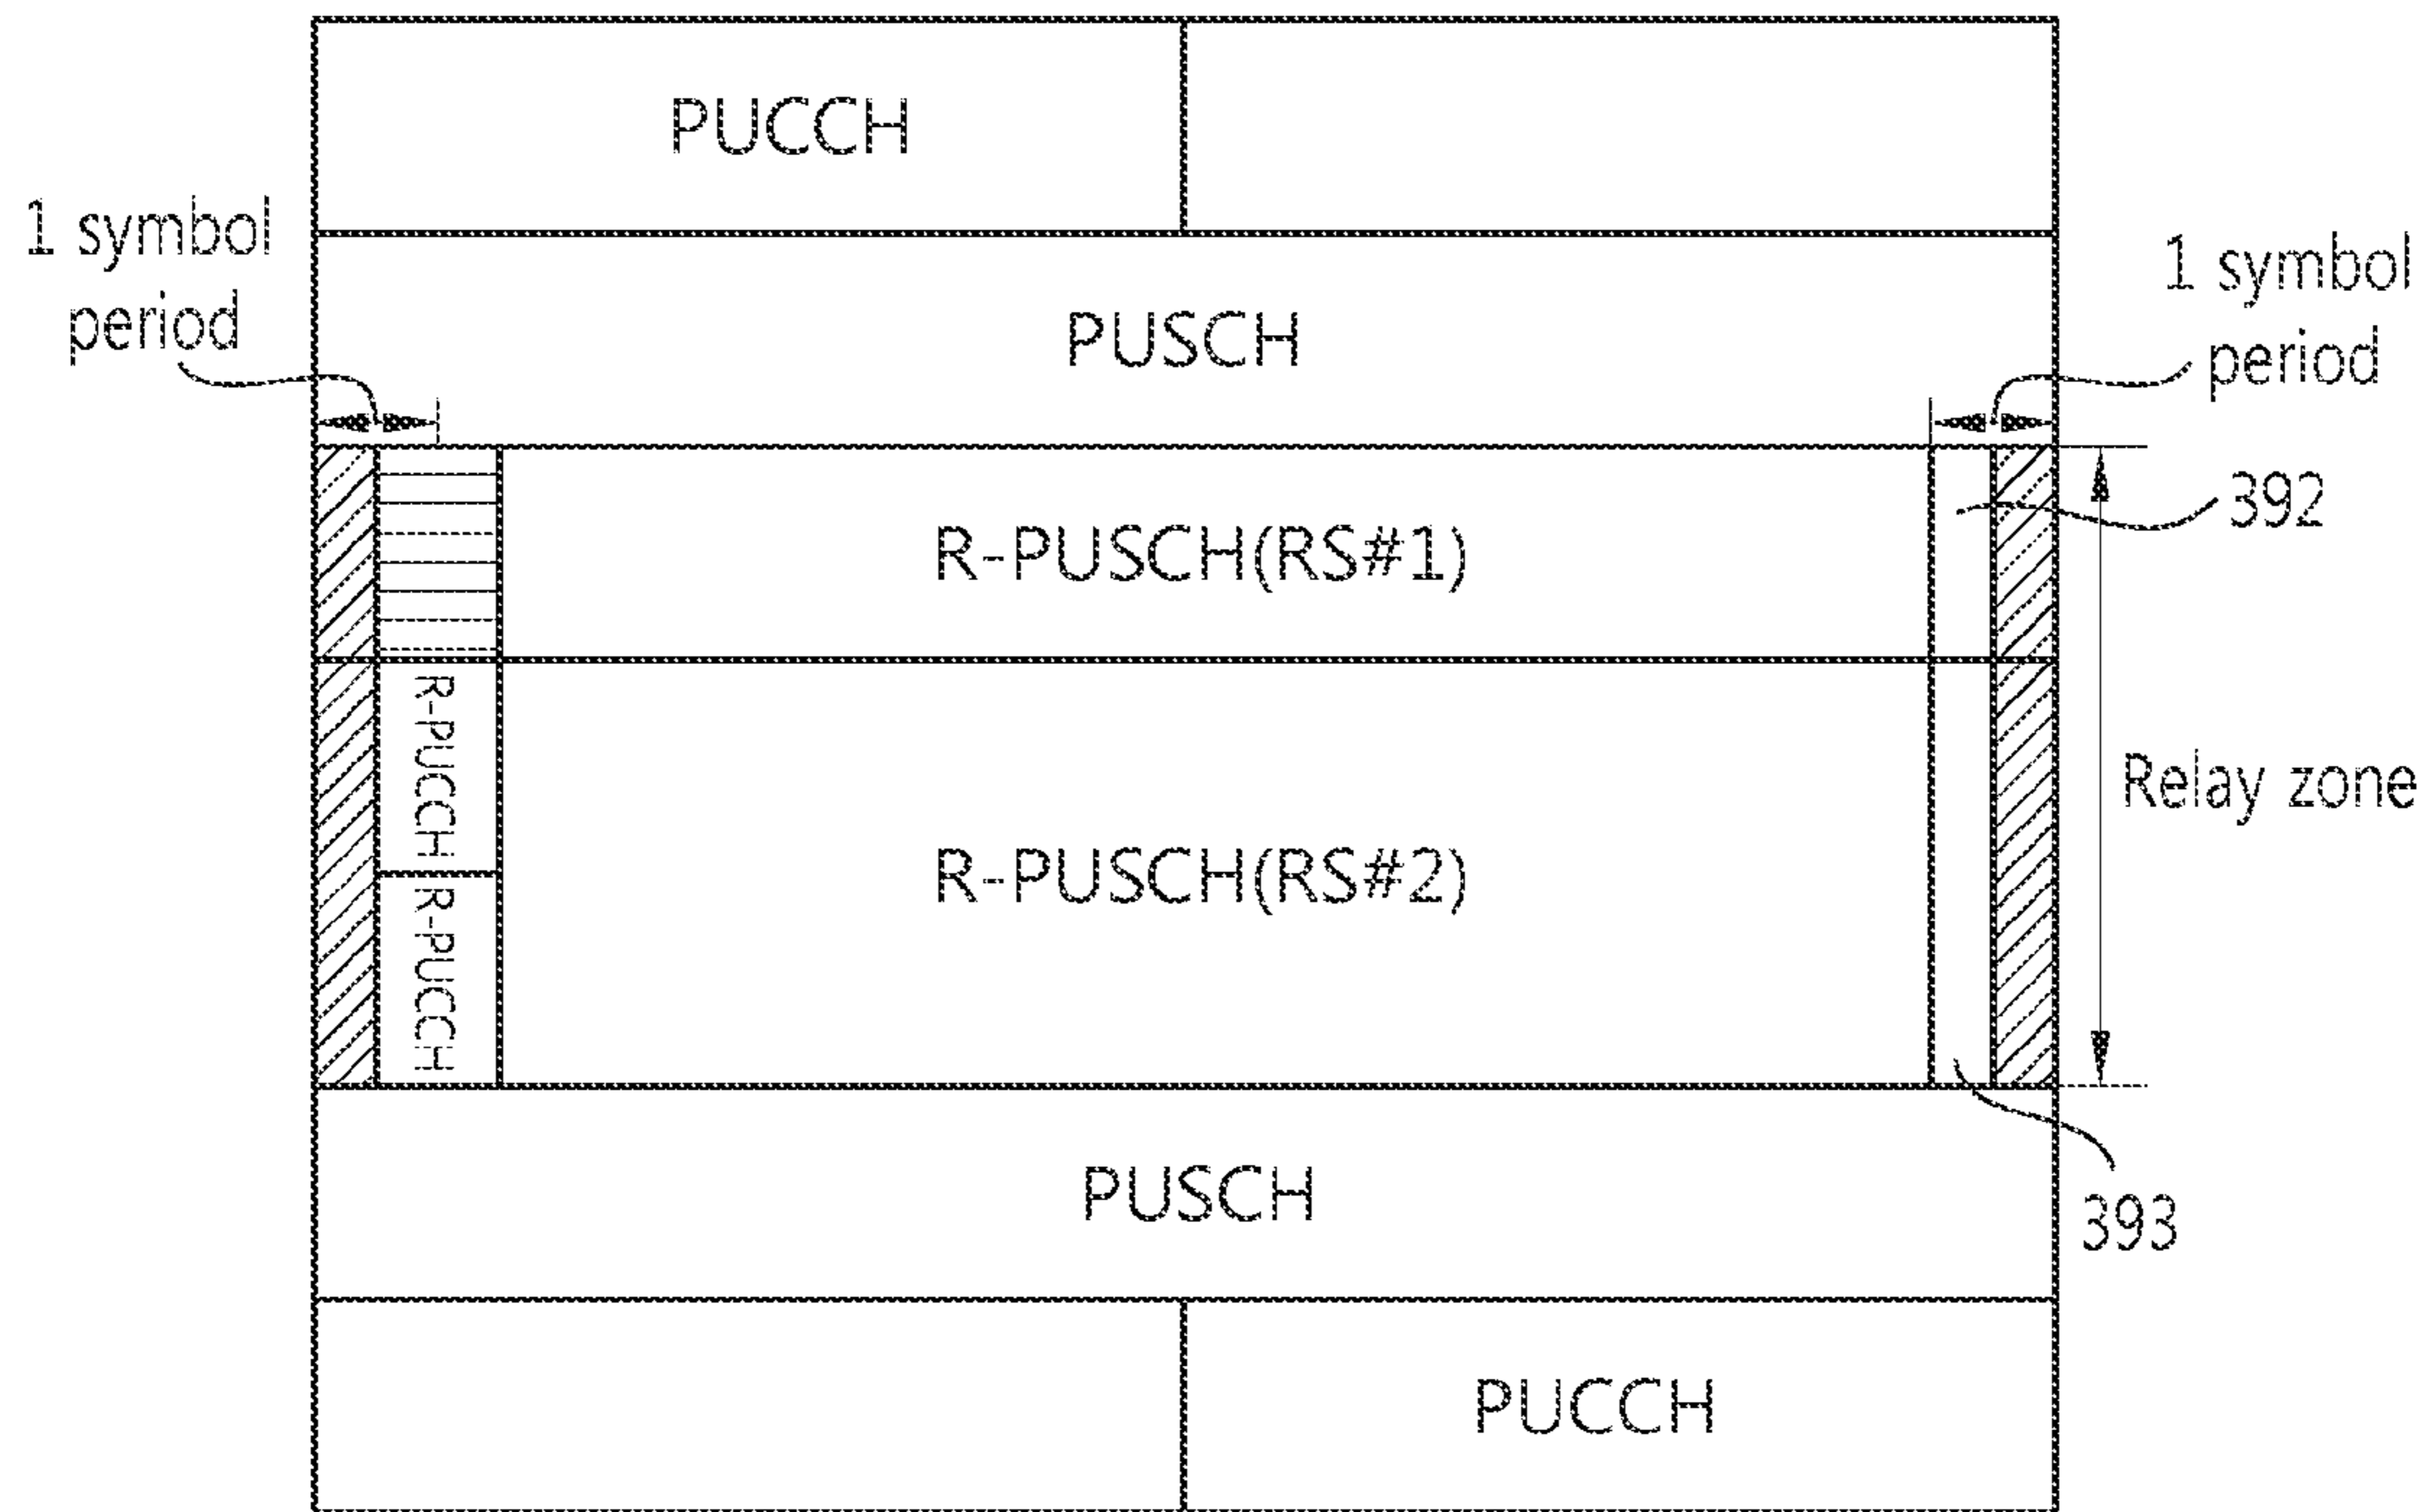 PUCCH
1 symbol
period
1 symbol
period
PUSCH
392
R-PUSCH(RS#1)
R-PUCCH
Relay zone
R-PUSCH(RS#2)
R-PUCCH
PUSCH
393
PUCCH